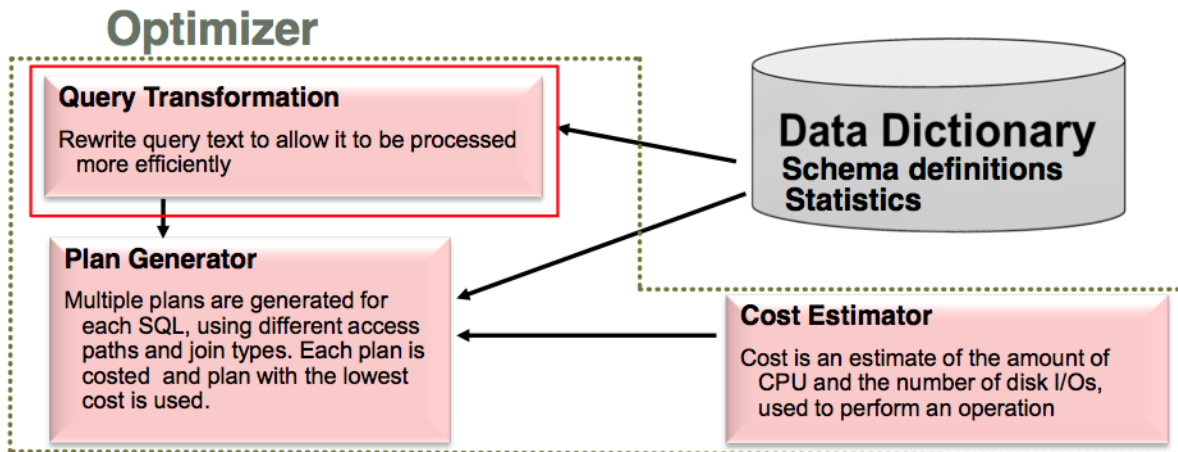 Optimizer
Query Transformation
Rewrite query text to allow it to be processed
more efficiently
Data Dictionary
Schema definitions
Statistics
Plan Generator
Multiple plans are generated for
each SQL, using different access
paths and join types. Each plan is
costed and plan with the lowest
cost is used.
Cost Estimator
Cost is an estimate of the amount of
CPU and the number of disk I/Os,
used to perform an operation